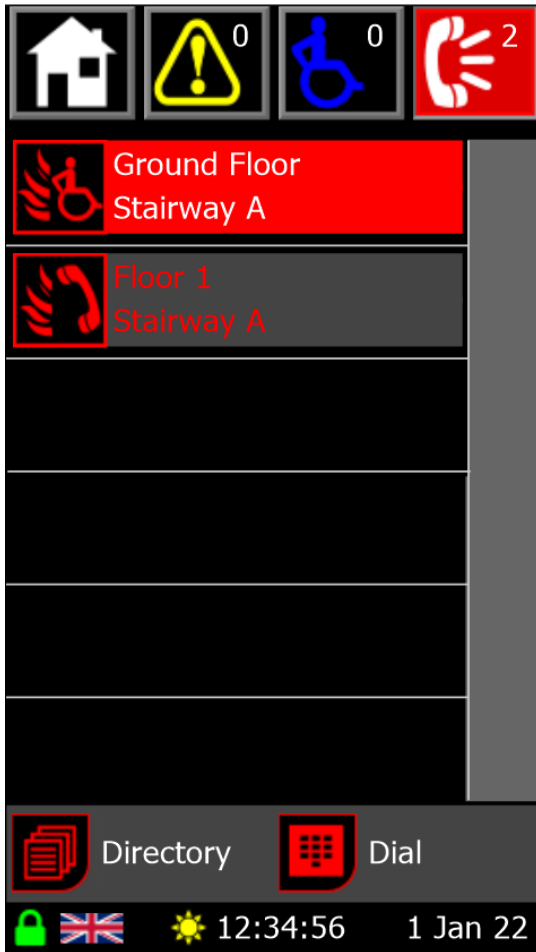 0
0
2
Ground Floor
Stairway A
Floor 1
Stairway A
Directory
Dial
12:34:56
1 Jan 22